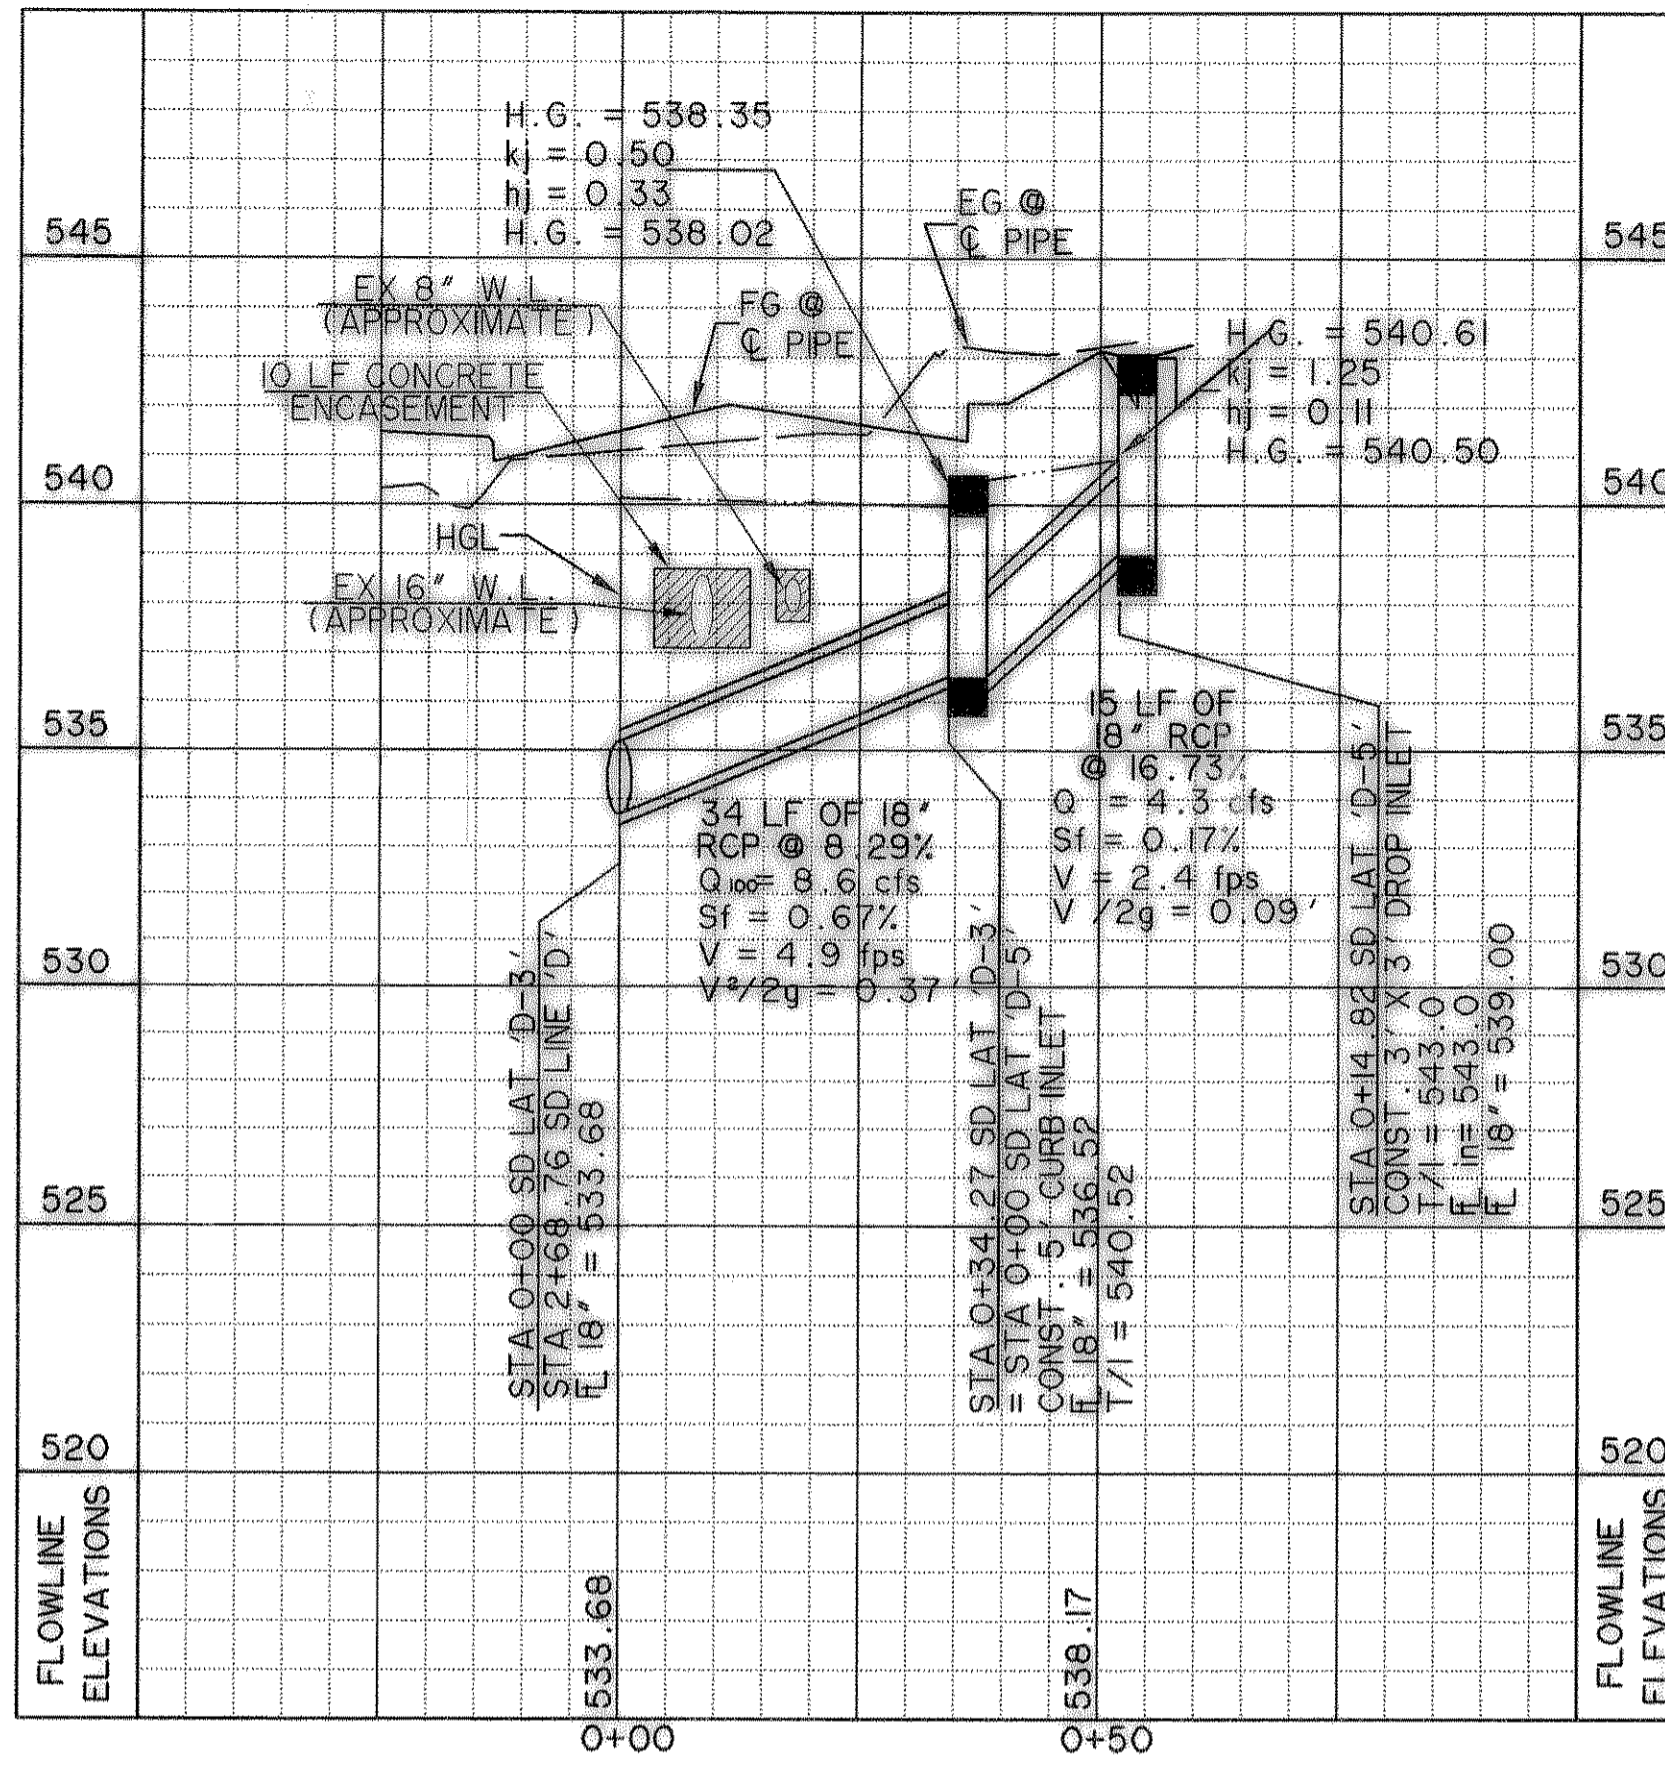 H.G. = 538.35
kj = 0.50
hj = 0.33
H.G. = 538.02
EG @
℄ PIPE
545
545
EX 8" W.L.
(APPROXIMATE)
FG @
℄ PIPE
H.G. = 540.61
kj = 1.25
hj = 0.11
H.G. = 540.50
10 LF CONCRETE
ENCASEMENT
540
540
HGL
EX 16" W.L.
(APPROXIMATE)
535
535
15 LF OF
18" RCP
@ 16.73%
Q = 4.3 cfs
Sf = 0.17%
V = 2.4 fps
V /2g = 0.09'
34 LF OF 18"
RCP @ 8.29%
Q100= 8.6 cfs
Sf = 0.67%
V = 4.9 fps
V²/2g = 0.37'
530
530
STA 0+00 SD LAT 'D-3'
STA 2+68.76 SD LINE 'D'
FL 18" = 533.68
STA 0+34.27 SD LAT 'D-3'
= STA 0+00 SD LAT 'D-5'
CONST. 5' CURB INLET
FL 18" = 536.52
T/I = 540.52
STA 0+14.82 SD LAT 'D-5'
CONST. 3' X 3' DROP INLET
T/I = 543.0
FL in= 543.0
FL 18"= 539.00
525
525
520
520
FLOWLINE
ELEVATIONS
533.68
538.17
FLOWLINE
ELEVATIONS
0+00
0+50